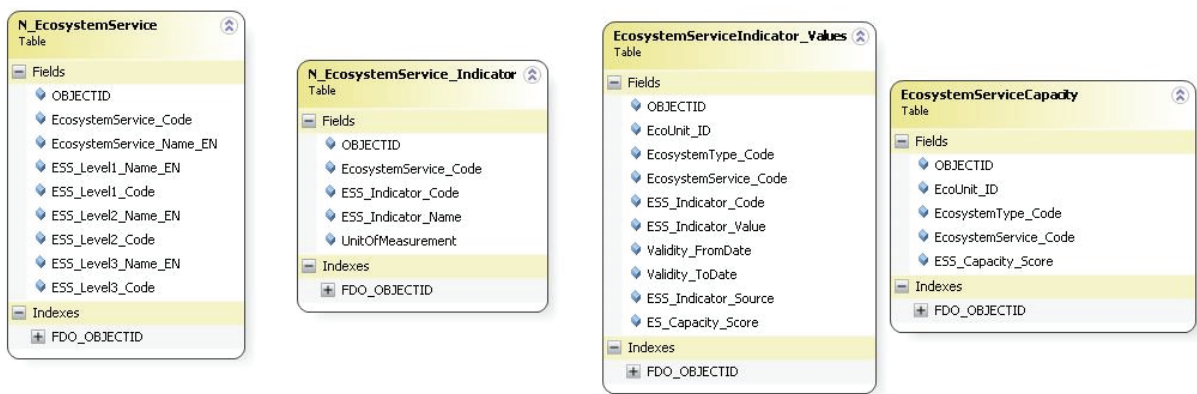 N_EcosystemService
Table
Fields
OBJECTID
EcosystemService_Code
EcosystemService_Name_EN
ESS_Level1_Name_EN
ESS_Level1_Code
ESS_Level2_Name_EN
ESS_Level2_Code
ESS_Level3_Name_EN
ESS_Level3_Code
Indexes
FDO_OBJECTID
N_EcosystemService_Indicator
Table
Fields
OBJECTID
EcosystemService_Code
ESS_Indicator_Code
ESS_Indicator_Name
UnitOfMeasurement
Indexes
FDO_OBJECTID
EcosystemServiceIndicator_Values
Table
Fields
OBJECTID
EcoUnit_ID
EcosystemType_Code
EcosystemService_Code
ESS_Indicator_Code
ESS_Indicator_Value
Validity_FromDate
Validity_ToDate
ESS_Indicator_Source
ES_Capacity_Score
Indexes
FDO_OBJECTID
EcosystemServiceCapacity
Table
Fields
OBJECTID
EcoUnit_ID
EcosystemType_Code
EcosystemService_Code
ESS_Capacity_Score
Indexes
FDO_OBJECTID